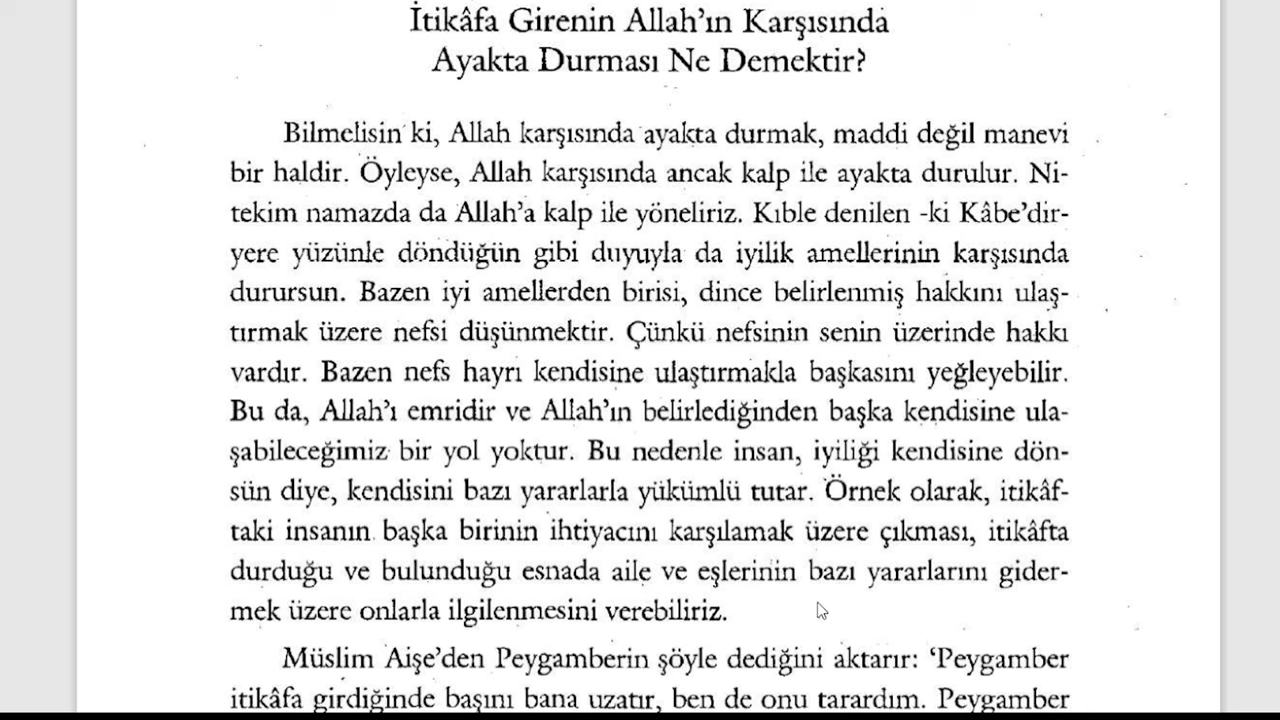 İtikâfa Girenin Allah'ın Karşısında
Ayakta Durması Ne Demektir?
Bilmelisin ki, Allah karşısında ayakta durmak, maddi değil manevi
bir haldir. Öyleyse, Allah karşısında ancak kalp ile ayakta durulur. Ni-
tekim namazda da Allah'a kalp ile yöneliriz. Kıble denilen -ki Kâbe'dir-
yere yüzünle döndüğün gibi duyuyla da iyilik amellerinin karşısında
durursun. Bazen iyi amellerden birisi, dince belirlenmiş hakkını ulaş-
tırmak üzere nefsi düşünmektir. Çünkü nefsinin senin üzerinde hakkı
vardır. Bazen nefs hayrı kendisine ulaştırmakla başkasını yeğleyebilir.
Bu da, Allah'ı emridir ve Allah'ın belirlediğinden başka kendisine ula-
şabileceğimiz bir yol yoktur. Bu nedenle insan, iyiliği kendisine dön-
sün diye, kendisini bazı yararlarla yükümlü tutar. Örnek olarak, itikâf-
taki insanın başka birinin ihtiyacını karşılamak üzere çıkması, itikâfta
durduğu ve bulunduğu esnada aile ve eşlerinin bazı yararlarını gider-
mek üzere onlarla ilgilenmesini verebiliriz.
Müslim Aişe'den Peygamberin şöyle dediğini aktarır: 'Peygamber
itikâfa girdiğinde başını bana uzatır, ben de onu tarardım. Peygamber